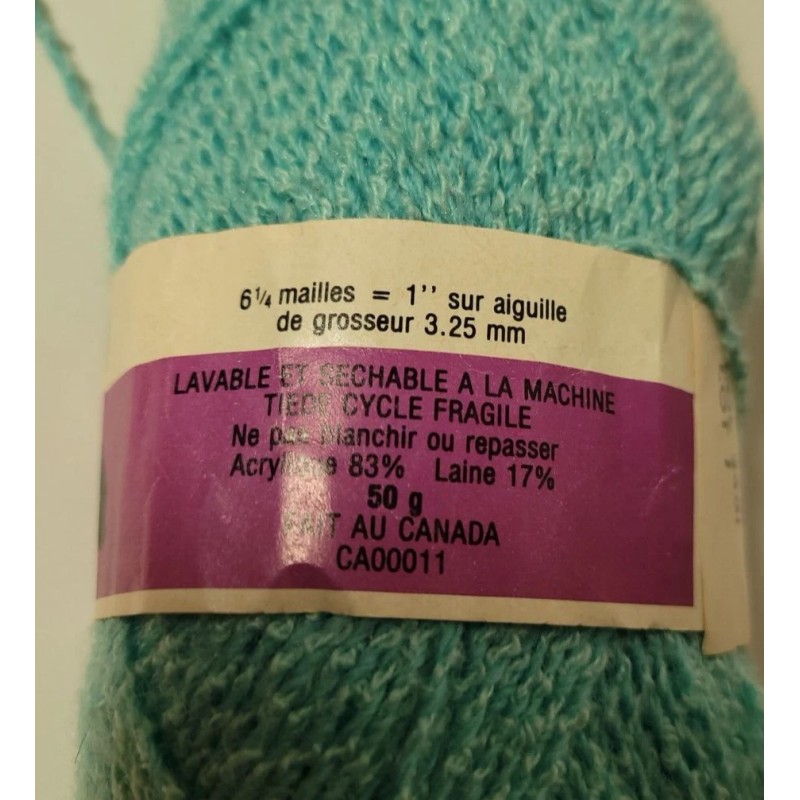 6¼ mailles = 1'' sur aiguille
de grosseur 3.25 mm
LAVABLE ET SECHABLE A LA MACHINE
TIEDE CYCLE FRAGILE
Ne pas blanchir ou repasser
Acrylique 83% Laine 17%
50 g
FAIT AU CANADA
CA00011